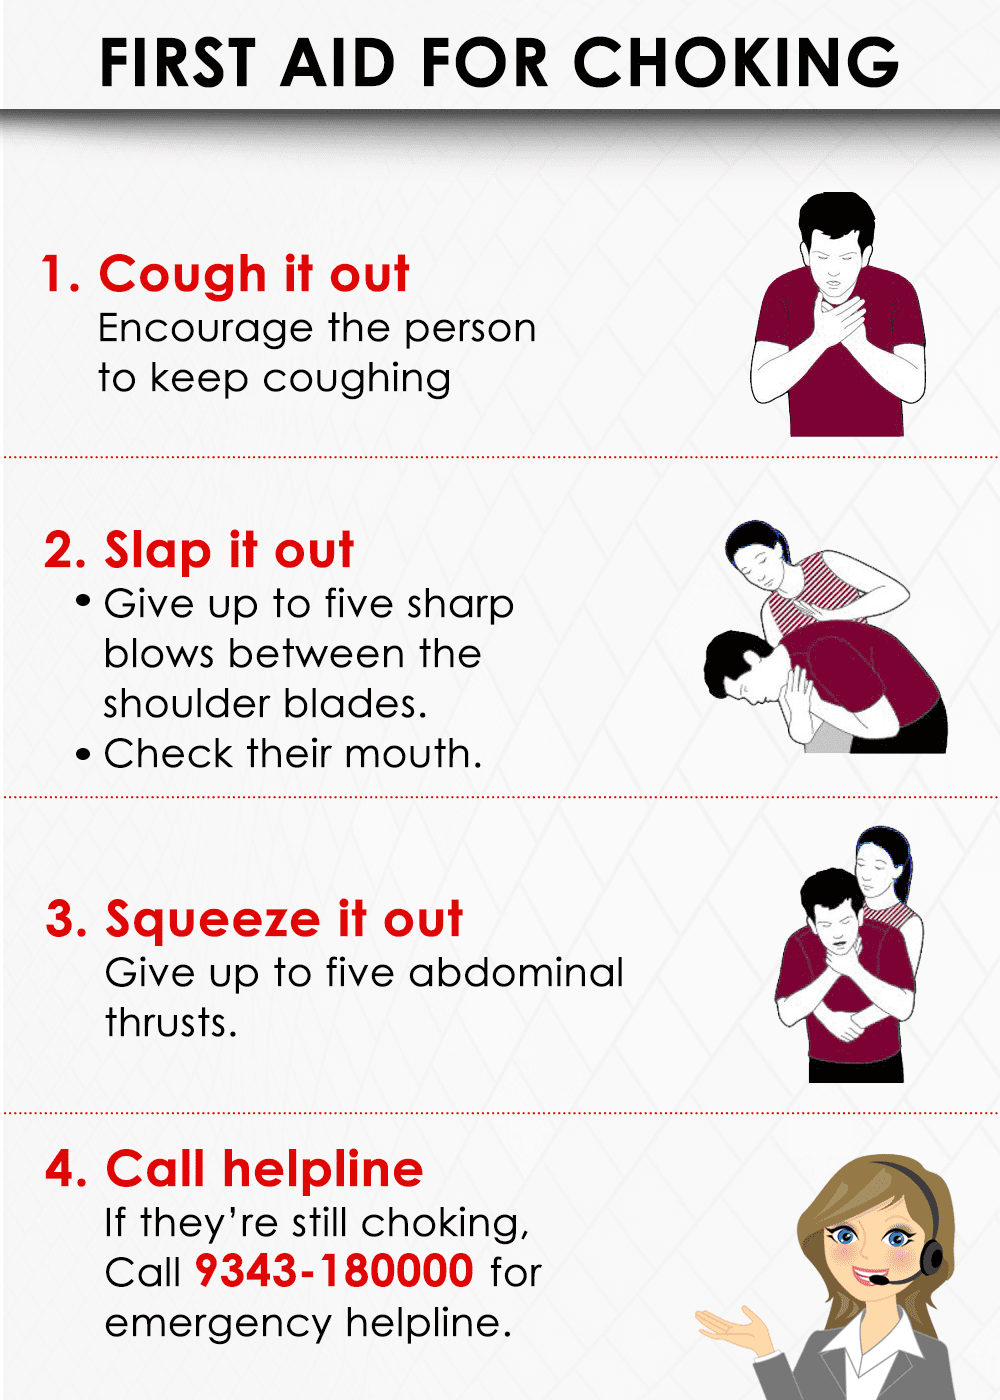 FIRST AID FOR CHOKING
1. Cough it out
Encourage the person
to keep coughing
2. Slap it out
• Give up to five sharp
blows between the
shoulder blades.
• Check their mouth.
3. Squeeze it out
Give up to five abdominal
thrusts.
4. Call helpline
If they’re still choking,
Call 9343-180000 for
emergency helpline.